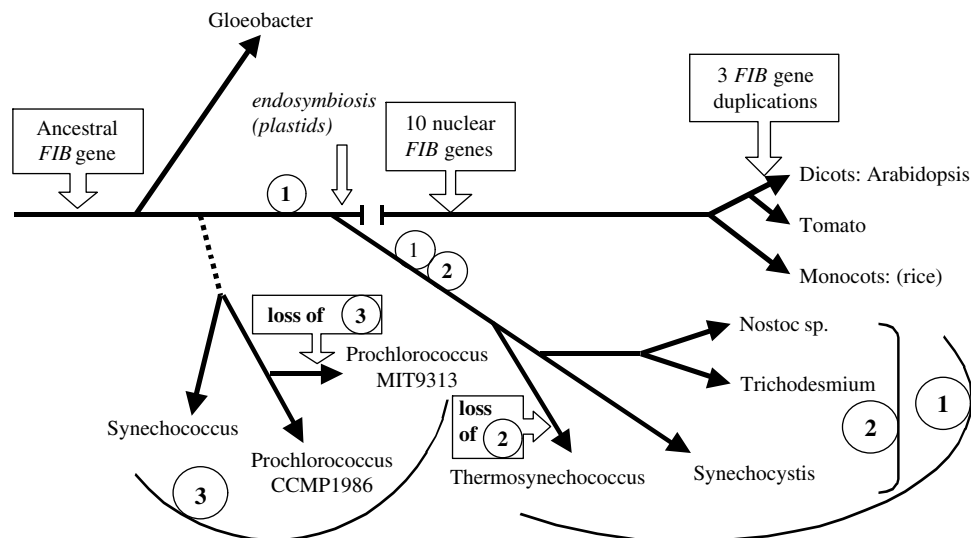 Gloeobacter
Ancestral
FIB gene
endosymbiosis
(plastids)
10 nuclear
FIB genes
3 FIB gene
duplications
Dicots: Arabidopsis
Tomato
Monocots: (rice)
1
1
2
loss of 3
Prochlorococcus
MIT9313
Synechococcus
Prochlorococcus
CCMP1986
3
loss
of 2
Thermosynechococcus
Synechocystis
Nostoc sp.
Trichodesmium
2
1